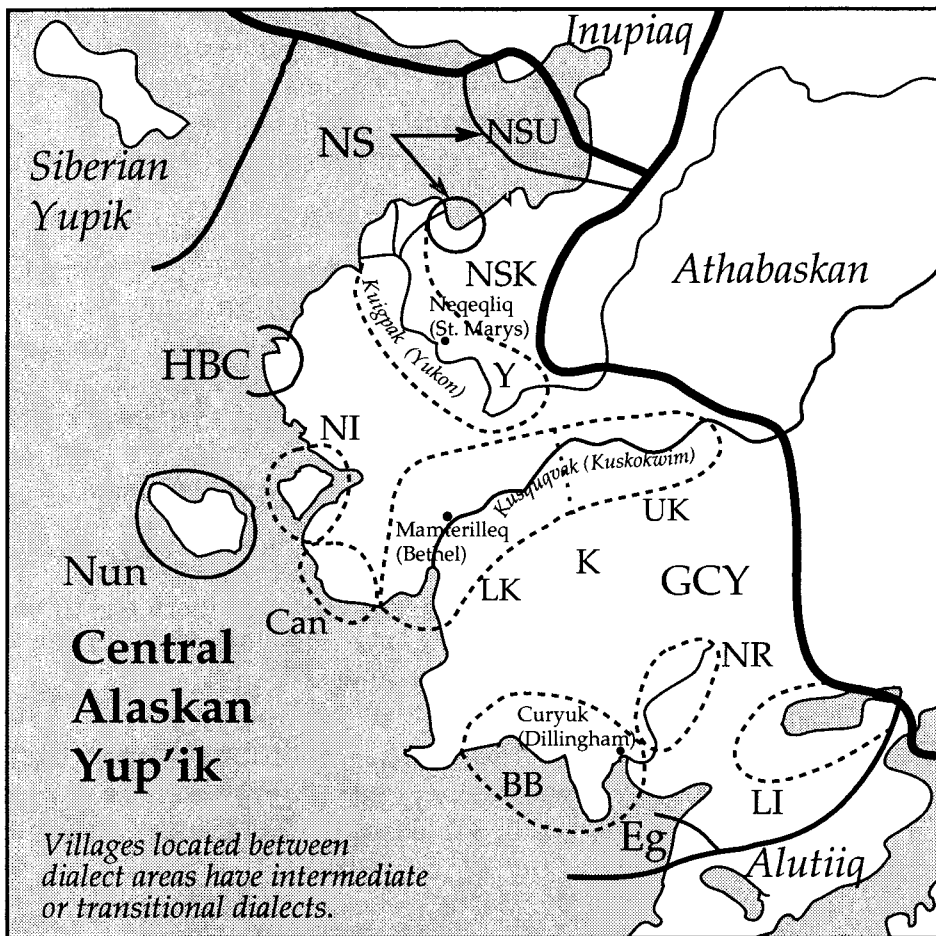 Inupiaq
NS
NSU
Siberian
Yupik
Athabaskan
NSK
Neqeqliq
(St. Marys)
Kuigpak (Yukon)
Y
HBC
NI
Kusquqvak (Kuskokwim)
UK
Mamterilleq
(Bethel)
K
Nun
LK
GCY
Can
Central
Alaskan
Yup'ik
NR
Curyuk
(Dillingham)
BB
LI
Eg
Villages located between
dialect areas have intermediate
or transitional dialects.
Alutiiq